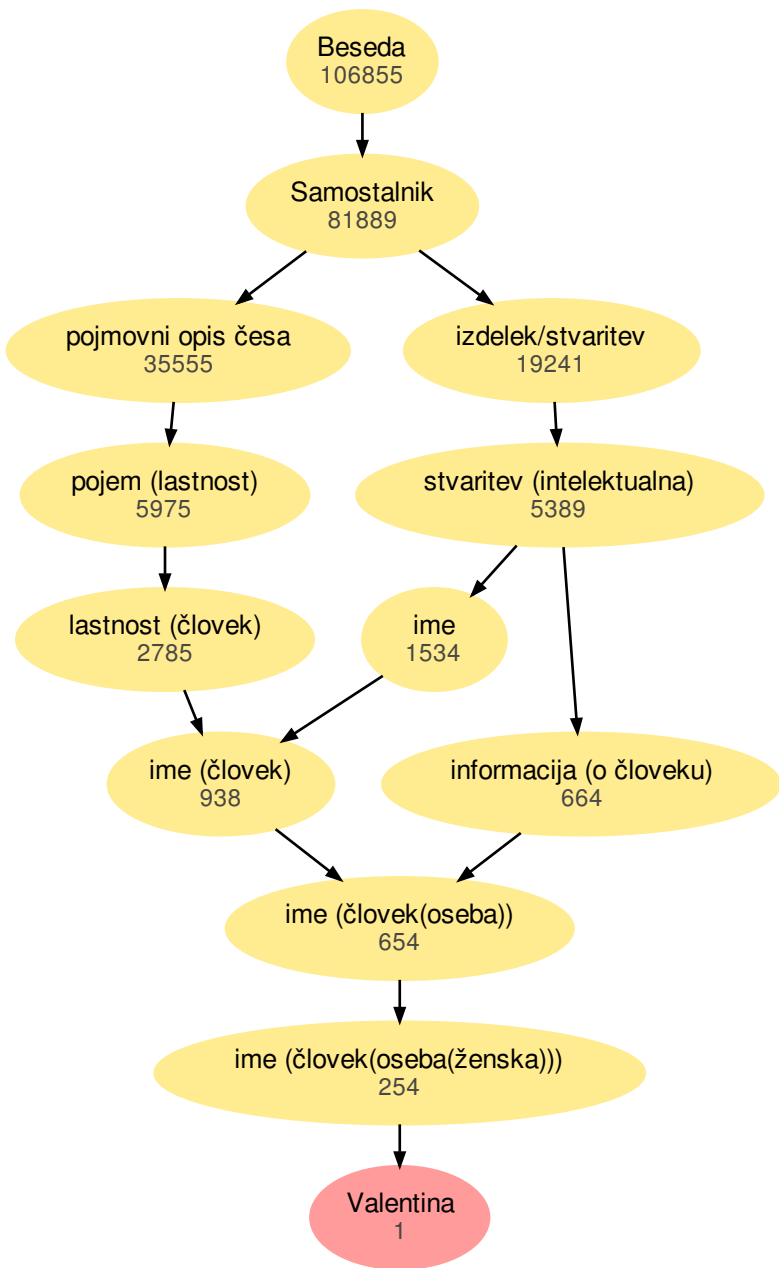 Beseda
106855
Samostalnik
81889
pojmovni opis česa
35555
izdelek/stvaritev
19241
pojem (lastnost)
5975
stvaritev (intelektualna)
5389
lastnost (človek)
2785
ime
1534
ime (človek)
938
informacija (o človeku)
664
ime (človek(oseba))
654
ime (človek(oseba(ženska)))
254
Valentina
1